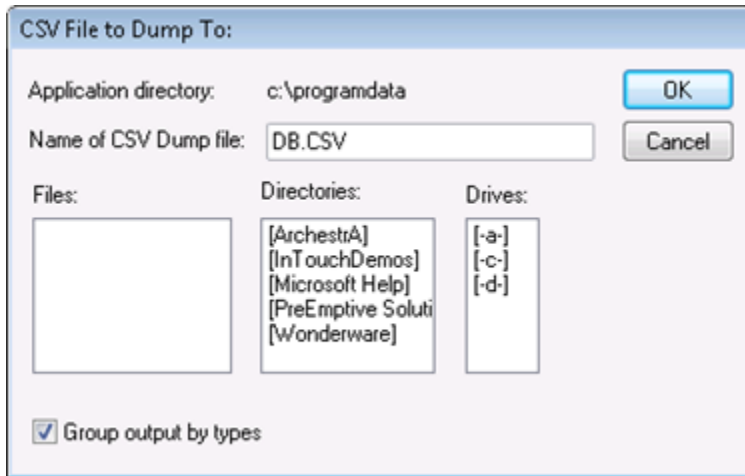 CSV File to Dump To:
Application directory: c:\programdata OK
Name of CSV Dump file: DB.CSV Cancel
Files: Directories: Drives:
[ArchestrA] [-a-]
[InTouchDemos] [-c-]
[Microsoft Help] [-d-]
[PreEmptive Soluti
[Wonderware]
Group output by types